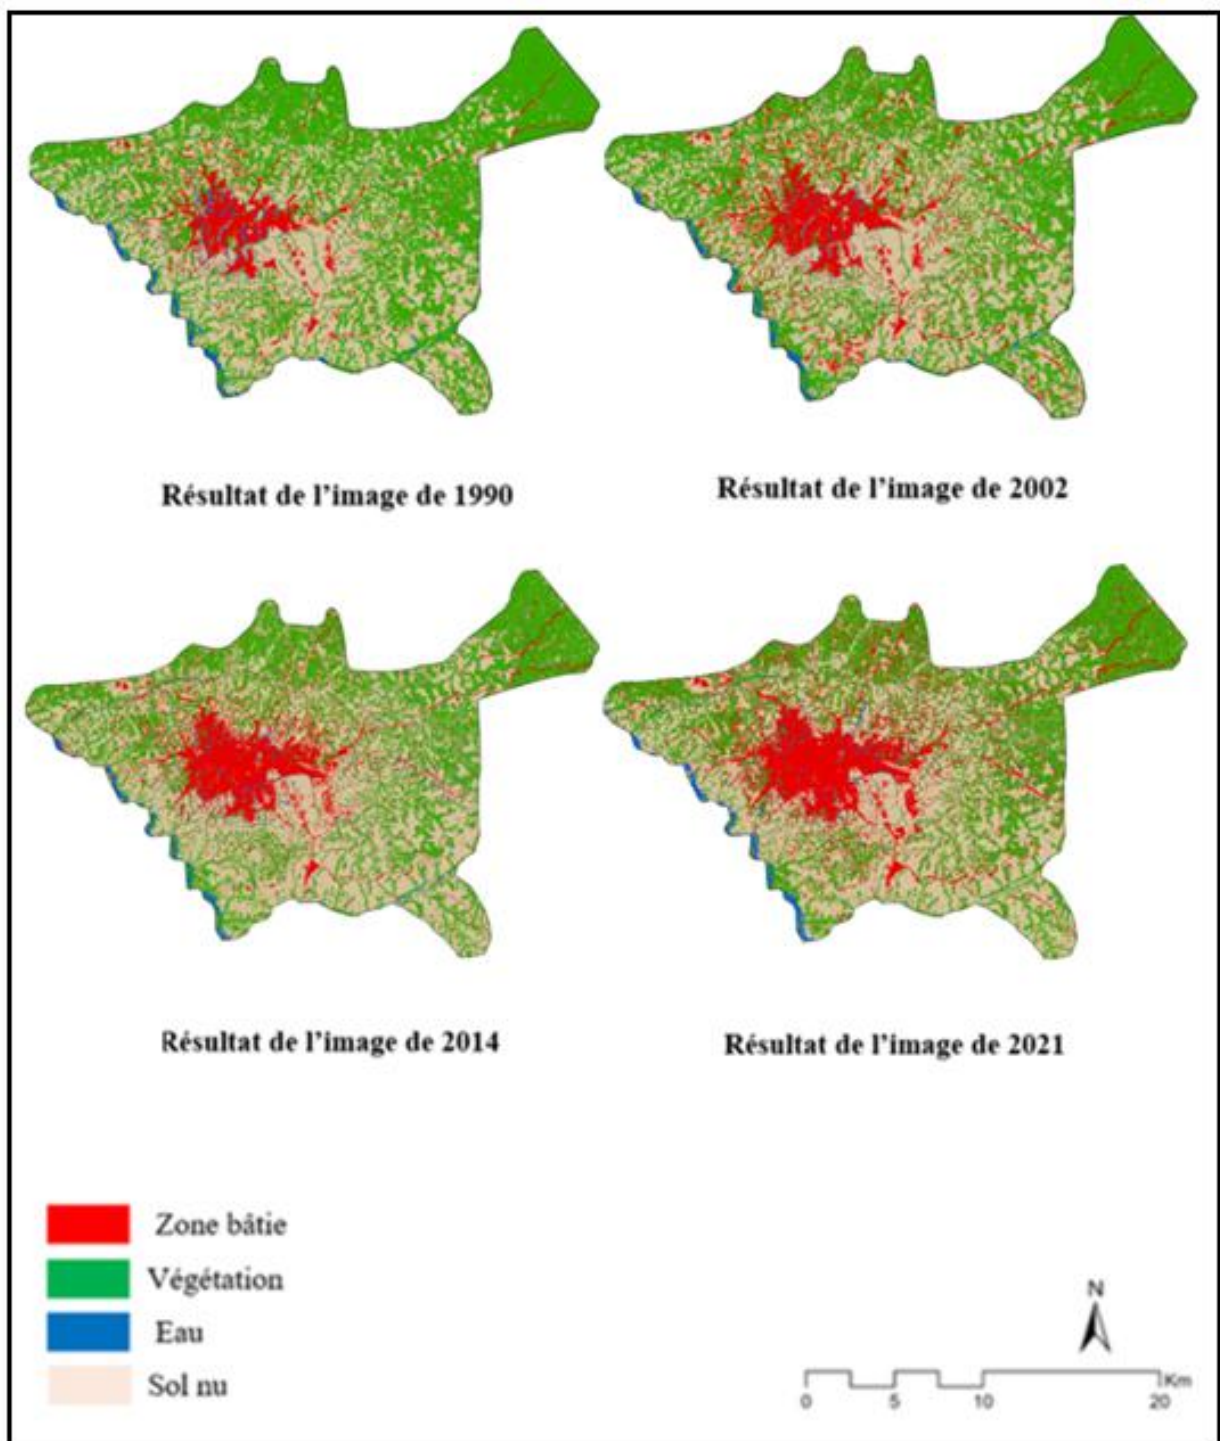 Résultat de l’image de 1990
Résultat de l’image de 2002
Résultat de l’image de 2014
Résultat de l’image de 2021
Zone bâtie
Végétation
Eau
Sol nu
N
Km
0 5 10 20